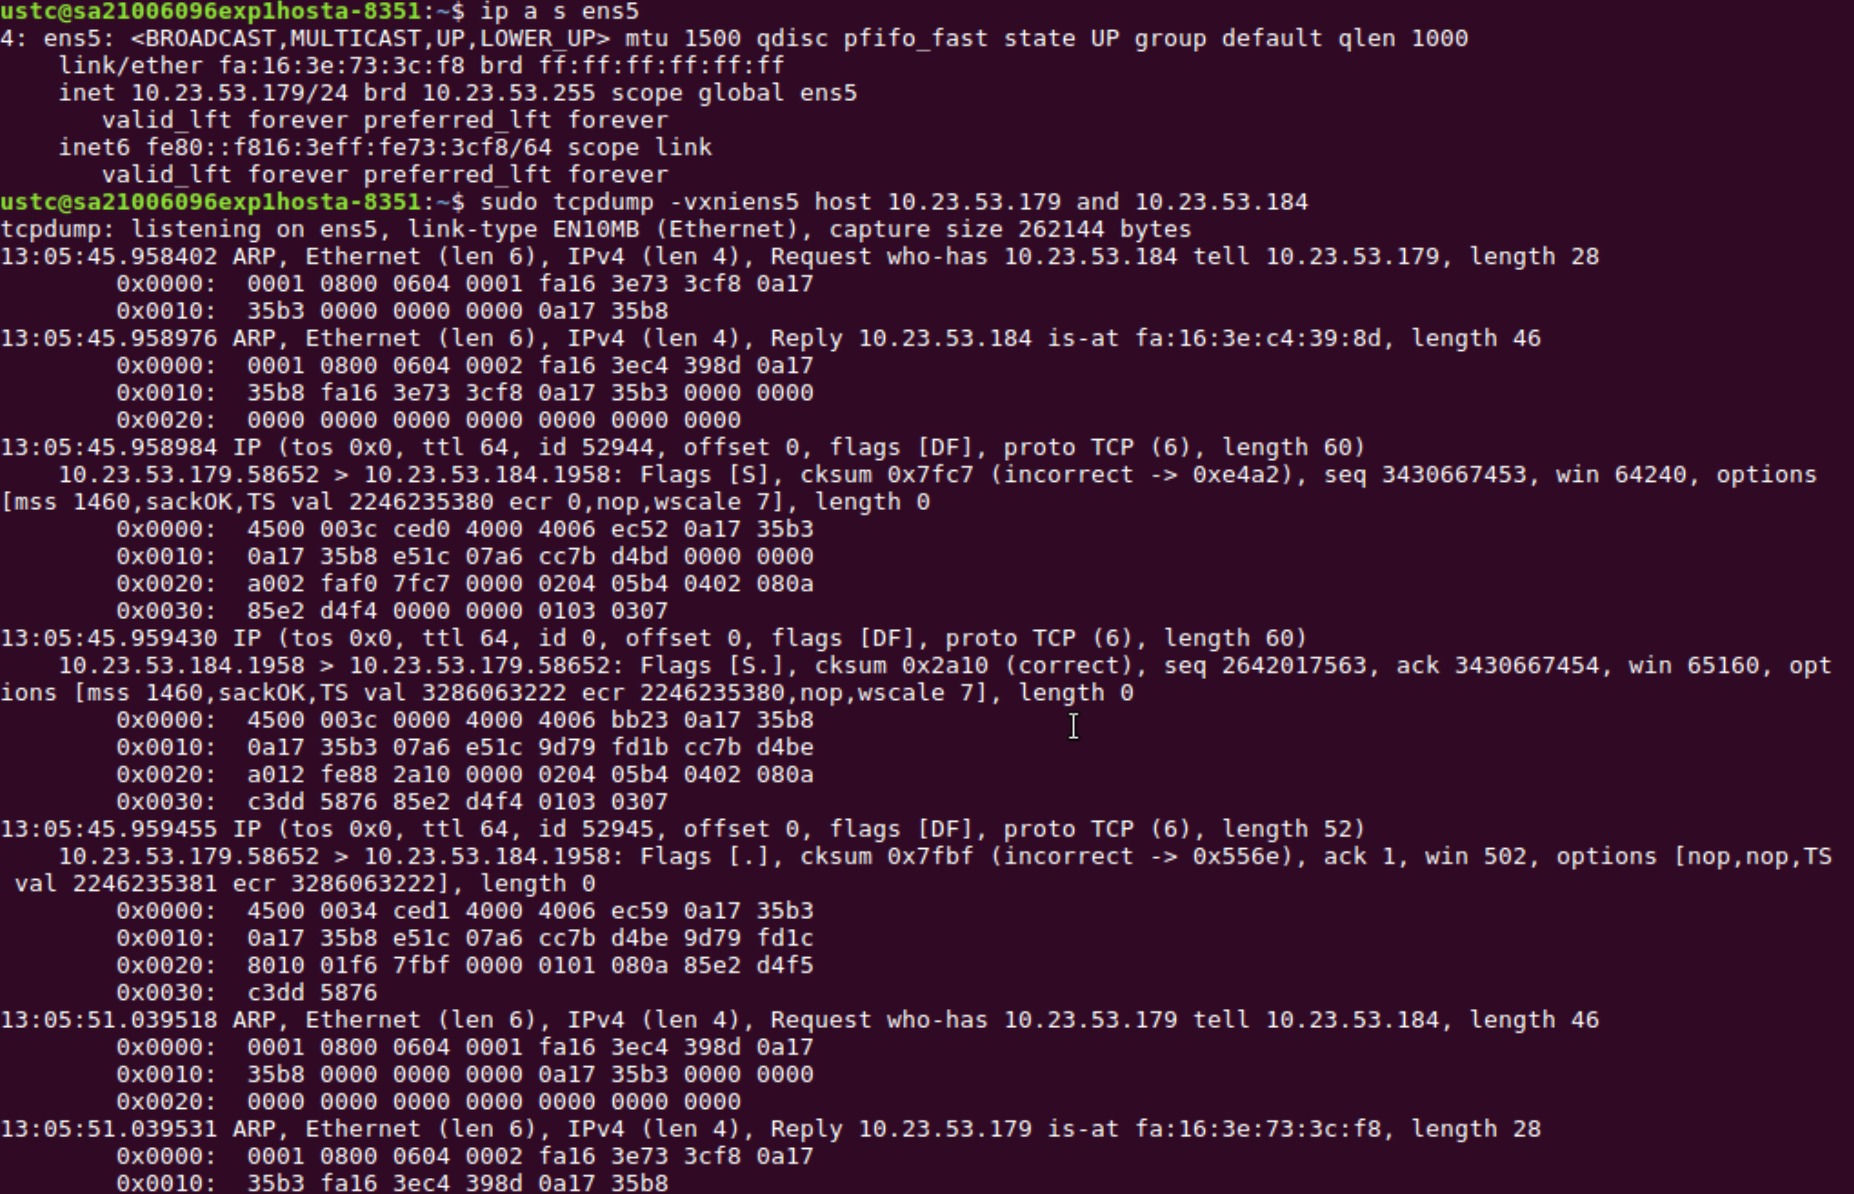 ustc@sa21006096exp1hosta-8351:~$ ip a s ens5
4: ens5: <BROADCAST,MULTICAST,UP,LOWER_UP> mtu 1500 qdisc pfifo_fast state UP group default qlen 1000
    link/ether fa:16:3e:73:3c:f8 brd ff:ff:ff:ff:ff:ff
    inet 10.23.53.179/24 brd 10.23.53.255 scope global ens5
       valid_lft forever preferred_lft forever
    inet6 fe80::f816:3eff:fe73:3cf8/64 scope link
       valid_lft forever preferred_lft forever
ustc@sa21006096exp1hosta-8351:~$ sudo tcpdump -vxniens5 host 10.23.53.179 and 10.23.53.184
tcpdump: listening on ens5, link-type EN10MB (Ethernet), capture size 262144 bytes
13:05:45.958402 ARP, Ethernet (len 6), IPv4 (len 4), Request who-has 10.23.53.184 tell 10.23.53.179, length 28
        0x0000:  0001 0800 0604 0001 fa16 3e73 3cf8 0a17
        0x0010:  35b3 0000 0000 0000 0a17 35b8
13:05:45.958976 ARP, Ethernet (len 6), IPv4 (len 4), Reply 10.23.53.184 is-at fa:16:3e:c4:39:8d, length 46
        0x0000:  0001 0800 0604 0002 fa16 3ec4 398d 0a17
        0x0010:  35b8 fa16 3e73 3cf8 0a17 35b3 0000 0000
        0x0020:  0000 0000 0000 0000 0000 0000 0000
13:05:45.958984 IP (tos 0x0, ttl 64, id 52944, offset 0, flags [DF], proto TCP (6), length 60)
    10.23.53.179.58652 > 10.23.53.184.1958: Flags [S], cksum 0x7fc7 (incorrect -> 0xe4a2), seq 3430667453, win 64240, options
[mss 1460,sackOK,TS val 2246235380 ecr 0,nop,wscale 7], length 0
        0x0000:  4500 003c ced0 4000 4006 ec52 0a17 35b3
        0x0010:  0a17 35b8 e51c 07a6 cc7b d4bd 0000 0000
        0x0020:  a002 faf0 7fc7 0000 0204 05b4 0402 080a
        0x0030:  85e2 d4f4 0000 0000 0103 0307
13:05:45.959430 IP (tos 0x0, ttl 64, id 0, offset 0, flags [DF], proto TCP (6), length 60)
    10.23.53.184.1958 > 10.23.53.179.58652: Flags [S.], cksum 0x2a10 (correct), seq 2642017563, ack 3430667454, win 65160, opt
ions [mss 1460,sackOK,TS val 3286063222 ecr 2246235380,nop,wscale 7], length 0
        0x0000:  4500 003c 0000 4000 4006 bb23 0a17 35b8
        0x0010:  0a17 35b3 07a6 e51c 9d79 fd1b cc7b d4be
        0x0020:  a012 fe88 2a10 0000 0204 05b4 0402 080a
        0x0030:  c3dd 5876 85e2 d4f4 0103 0307
13:05:45.959455 IP (tos 0x0, ttl 64, id 52945, offset 0, flags [DF], proto TCP (6), length 52)
    10.23.53.179.58652 > 10.23.53.184.1958: Flags [.], cksum 0x7fbf (incorrect -> 0x556e), ack 1, win 502, options [nop,nop,TS
 val 2246235381 ecr 3286063222], length 0
        0x0000:  4500 0034 ced1 4000 4006 ec59 0a17 35b3
        0x0010:  0a17 35b8 e51c 07a6 cc7b d4be 9d79 fd1c
        0x0020:  8010 01f6 7fbf 0000 0101 080a 85e2 d4f5
        0x0030:  c3dd 5876
13:05:51.039518 ARP, Ethernet (len 6), IPv4 (len 4), Request who-has 10.23.53.179 tell 10.23.53.184, length 46
        0x0000:  0001 0800 0604 0001 fa16 3ec4 398d 0a17
        0x0010:  35b8 0000 0000 0000 0a17 35b3 0000 0000
        0x0020:  0000 0000 0000 0000 0000 0000 0000
13:05:51.039531 ARP, Ethernet (len 6), IPv4 (len 4), Reply 10.23.53.179 is-at fa:16:3e:73:3c:f8, length 28
        0x0000:  0001 0800 0604 0002 fa16 3e73 3cf8 0a17
        0x0010:  35b3 fa16 3ec4 398d 0a17 35b8